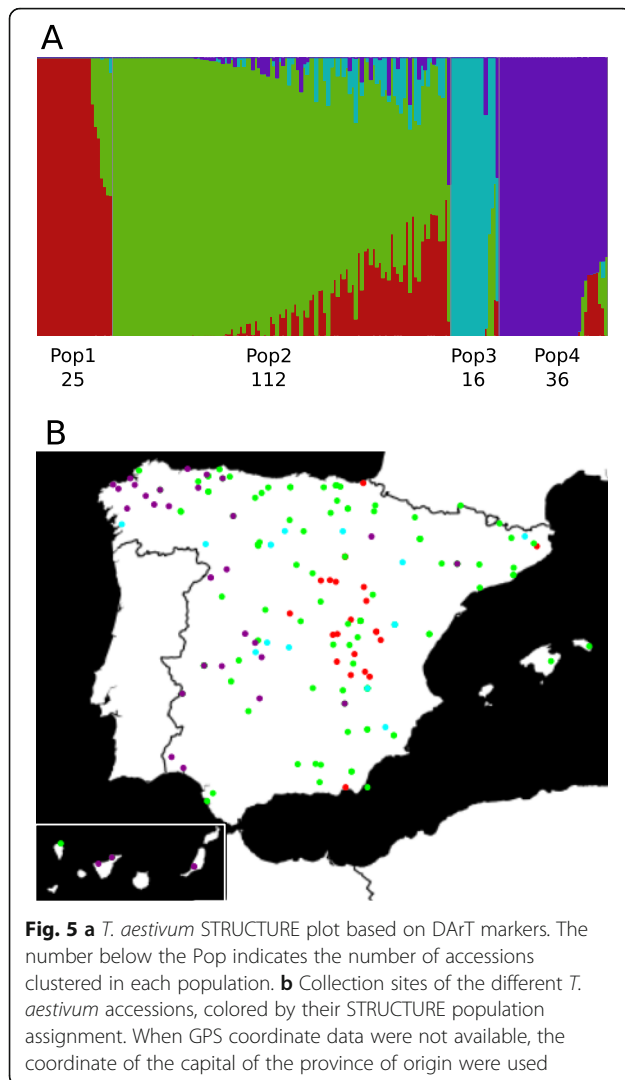 A
Pop1 Pop2 Pop3 Pop4
25 112 16 36
B
Fig. 5 a T. aestivum STRUCTURE plot based on DArT markers. The
number below the Pop indicates the number of accessions
clustered in each population. b Collection sites of the different T.
aestivum accessions, colored by their STRUCTURE population
assignment. When GPS coordinate data were not available, the
coordinate of the capital of the province of origin were used